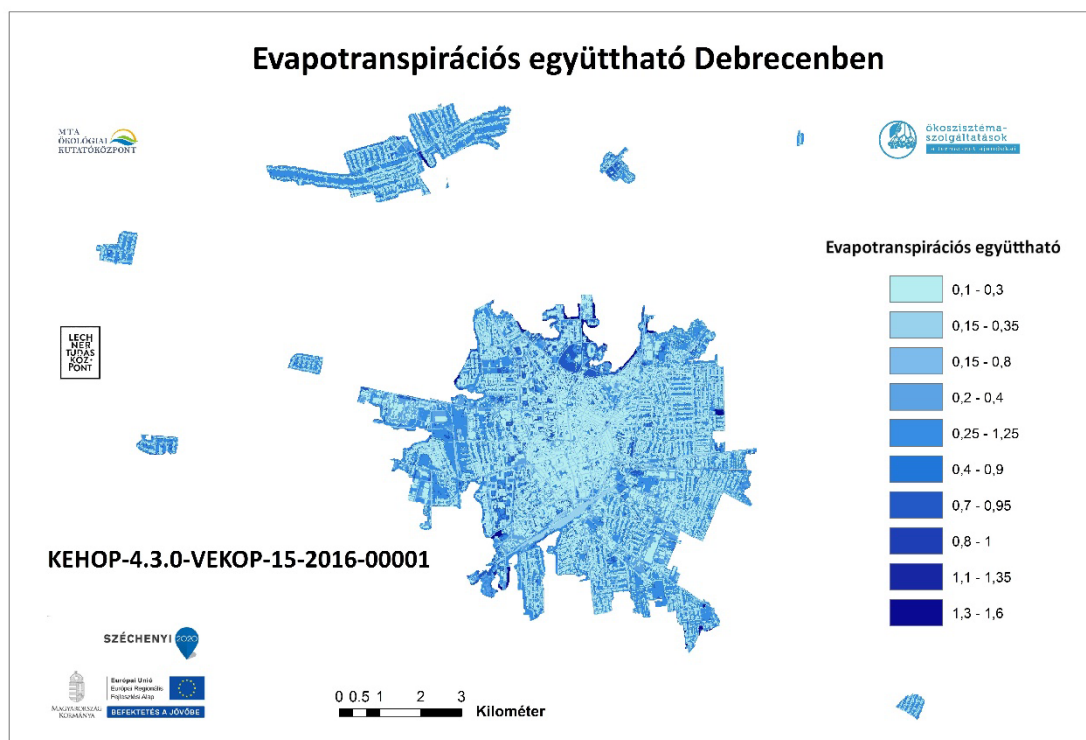 Evapotranspirációs együttható Debrecenben
MTA
ÖKOLÓGIAI
KUTATÓKÖZPONT
ökoszisztéma-
szolgáltatások
a természet ajándékai
Evapotranspirációs együttható
0,1 - 0,3
0,15 - 0,35
0,15 - 0,8
0,2 - 0,4
0,25 - 1,25
0,4 - 0,9
0,7 - 0,95
0,8 - 1
1,1 - 1,35
1,3 - 1,6
LECH
NER
TUDÁS
KÖZ-
PONT
KEHOP-4.3.0-VEKOP-15-2016-00001
SZÉCHENYI 2020
MAGYARORSZÁG
KORMÁNYA
Európai Unió
Európai Regionális
Fejlesztési Alap
BEFEKTETÉS A JÖVŐBE
0 0.5 1 2 3
Kilométer